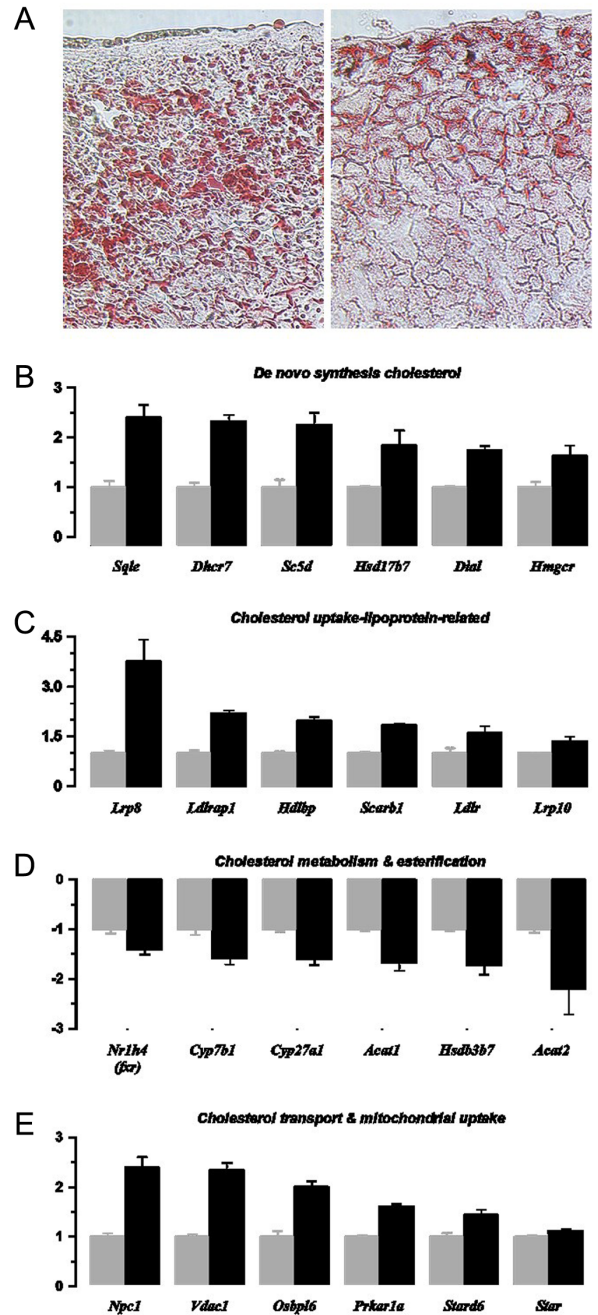 A
B
De novo synthesis cholesterol
3
2
1
0
Sqle Dhcr7 Sc5d Hsd17b7 Dial Hmgcr
C
Cholesterol uptake-lipoprotein-related
4.5
3.0
1.5
0
Lrp8 Ldlrap1 Hdlbp Scarb1 Ldlr Lrp10
D
Cholesterol metabolism & esterification
0
-1
-2
-3
Nr1h4 Cyp7b1 Cyp27a1 Acat1 Hsdb3b7 Acat2
(fxr)
E
Cholesterol transport & mitochondrial uptake
3
2
1
0
Npc1 Vdac1 Osbpl6 Prkar1a Stard6 Star